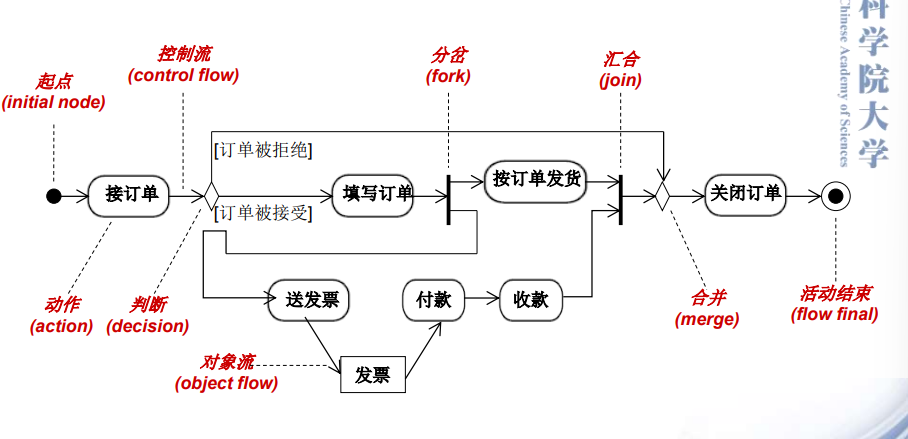 起点
(initial node)
控制流
(control flow)
分岔
(fork)
汇合
(join)
[订单被拒绝]
接订单
填写订单
按订单发货
关闭订单
[订单被接受]
动作
(action)
判断
(decision)
送发票
付款
收款
合并
(merge)
活动结束
(flow final)
对象流
(object flow)
发票
科学院大学
Chinese Academy of Sciences